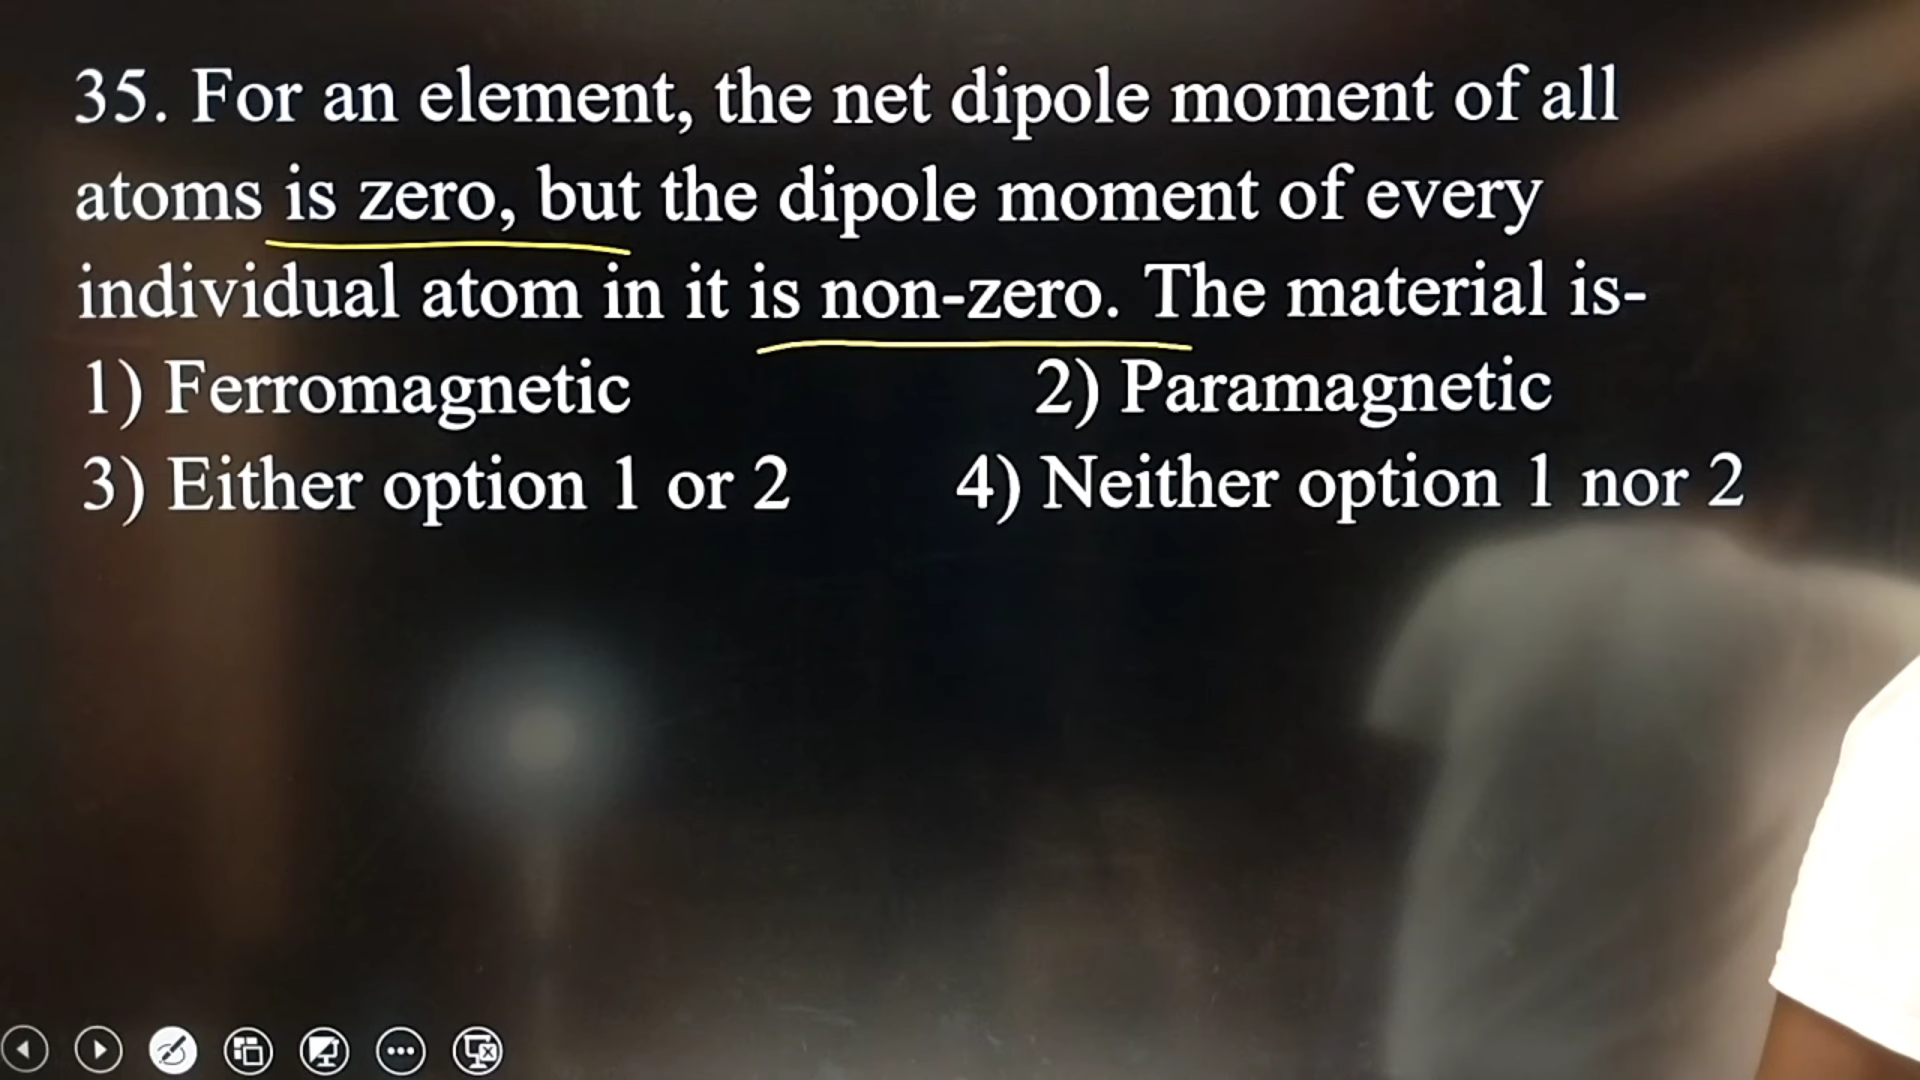 35. For an element, the net dipole moment of all
atoms is zero, but the dipole moment of every
individual atom in it is non-zero. The material is-
1) Ferromagnetic 2) Paramagnetic
3) Either option 1 or 2 4) Neither option 1 nor 2